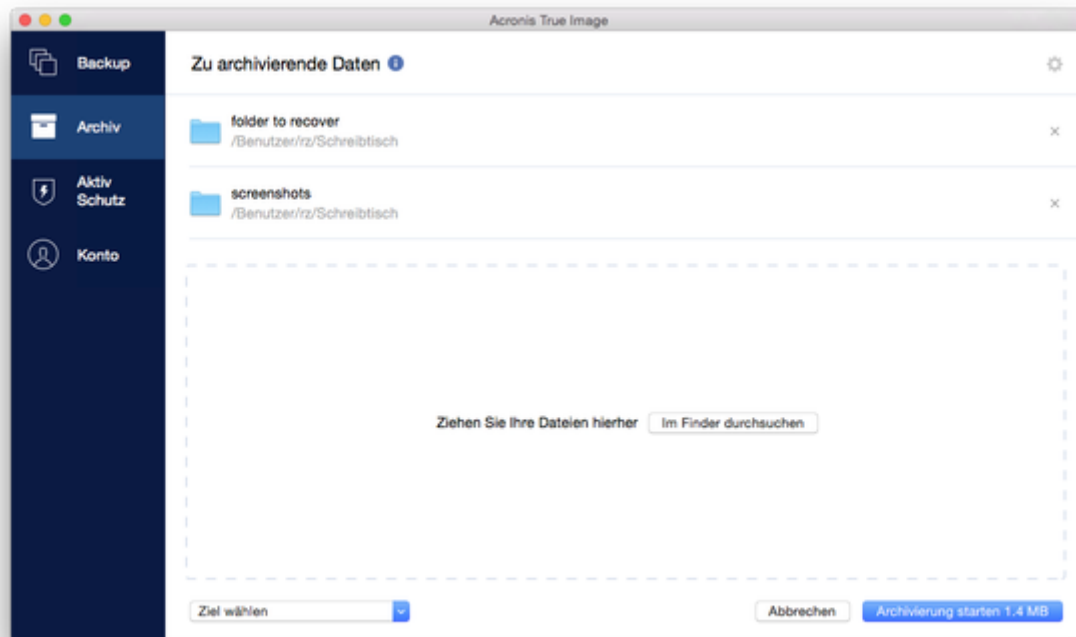 Acronis True Image
Backup
Archiv
Aktiv
Schutz
Konto
Zu archivierende Daten
folder to recover
/Benutzer/rz/Schreibtisch
screenshots
/Benutzer/rz/Schreibtisch
Ziehen Sie Ihre Dateien hierher Im Finder durchsuchen
Ziel wählen Abbrechen Archivierung starten 1.4 MB